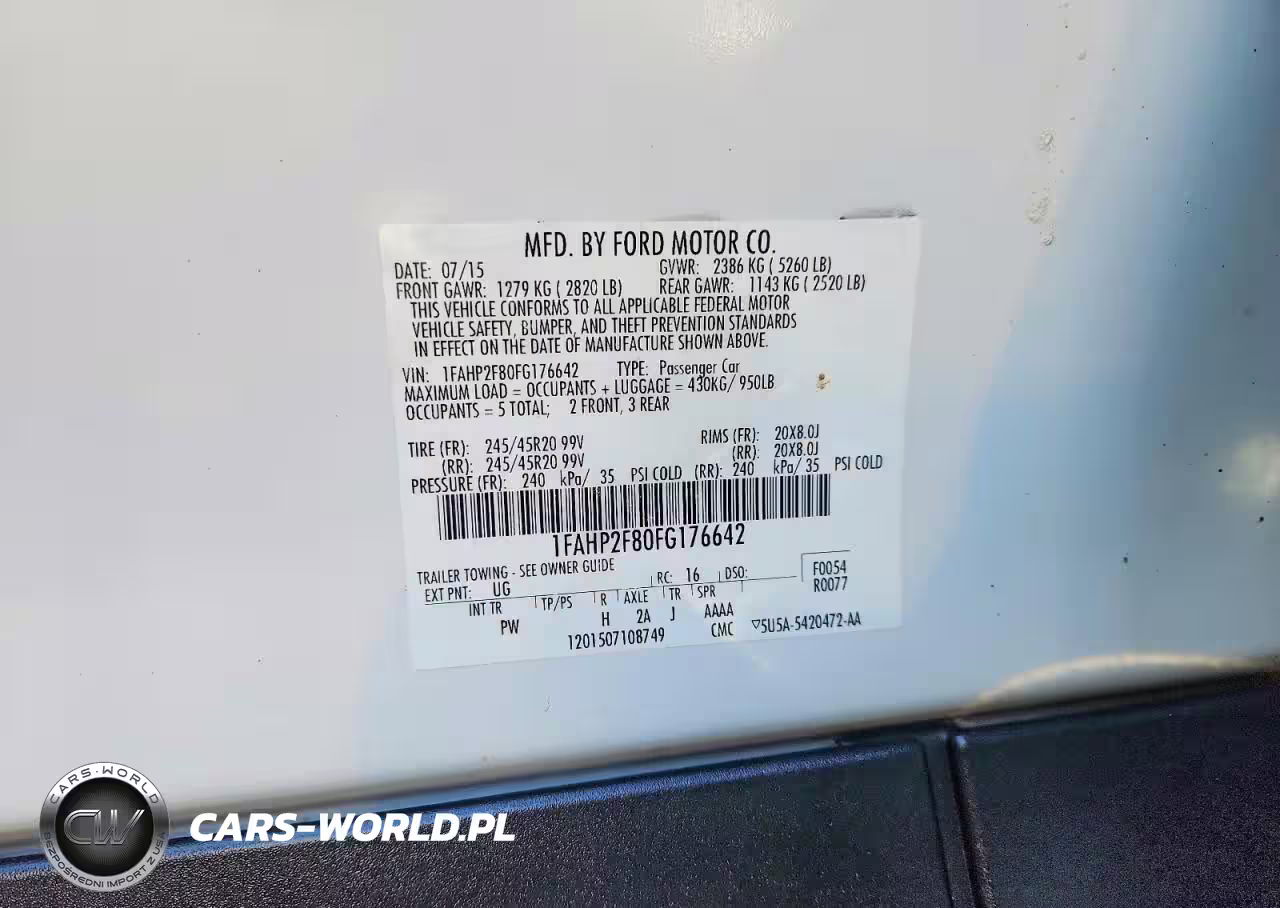 MFD. BY FORD MOTOR CO.
DATE: 07/15 GVWR: 2386 KG ( 5260 LB)
FRONT GAWR: 1279 KG ( 2820 LB) REAR GAWR: 1143 KG ( 2520 LB)
THIS VEHICLE CONFORMS TO ALL APPLICABLE FEDERAL MOTOR
VEHICLE SAFETY, BUMPER, AND THEFT PREVENTION STANDARDS
IN EFFECT ON THE DATE OF MANUFACTURE SHOWN ABOVE.
VIN: 1FAHP2F80FG176642 TYPE: Passenger Car
MAXIMUM LOAD = OCCUPANTS + LUGGAGE = 430KG/ 950LB
OCCUPANTS = 5 TOTAL; 2 FRONT, 3 REAR
TIRE (FR): 245/45R20 99V RIMS (FR): 20X8.0J
(RR): 245/45R20 99V (RR): 20X8.0J
PRESSURE (FR): 240 kPa/ 35 PSI COLD (RR): 240 kPa/ 35 PSI COLD
1FAHP2F80FG176642
TRAILER TOWING - SEE OWNER GUIDE
EXT PNT: UG RC: 16 DSO: F0054
R0077
INT TR TP/PS R AXLE TR SPR
PW H 2A J AAAA
1201507108749 CMC ▽5U5A-5420472-AA
CARS-WORLD
CW
BEZPOŚREDNI IMPORT Z USA
CARS-WORLD.PL